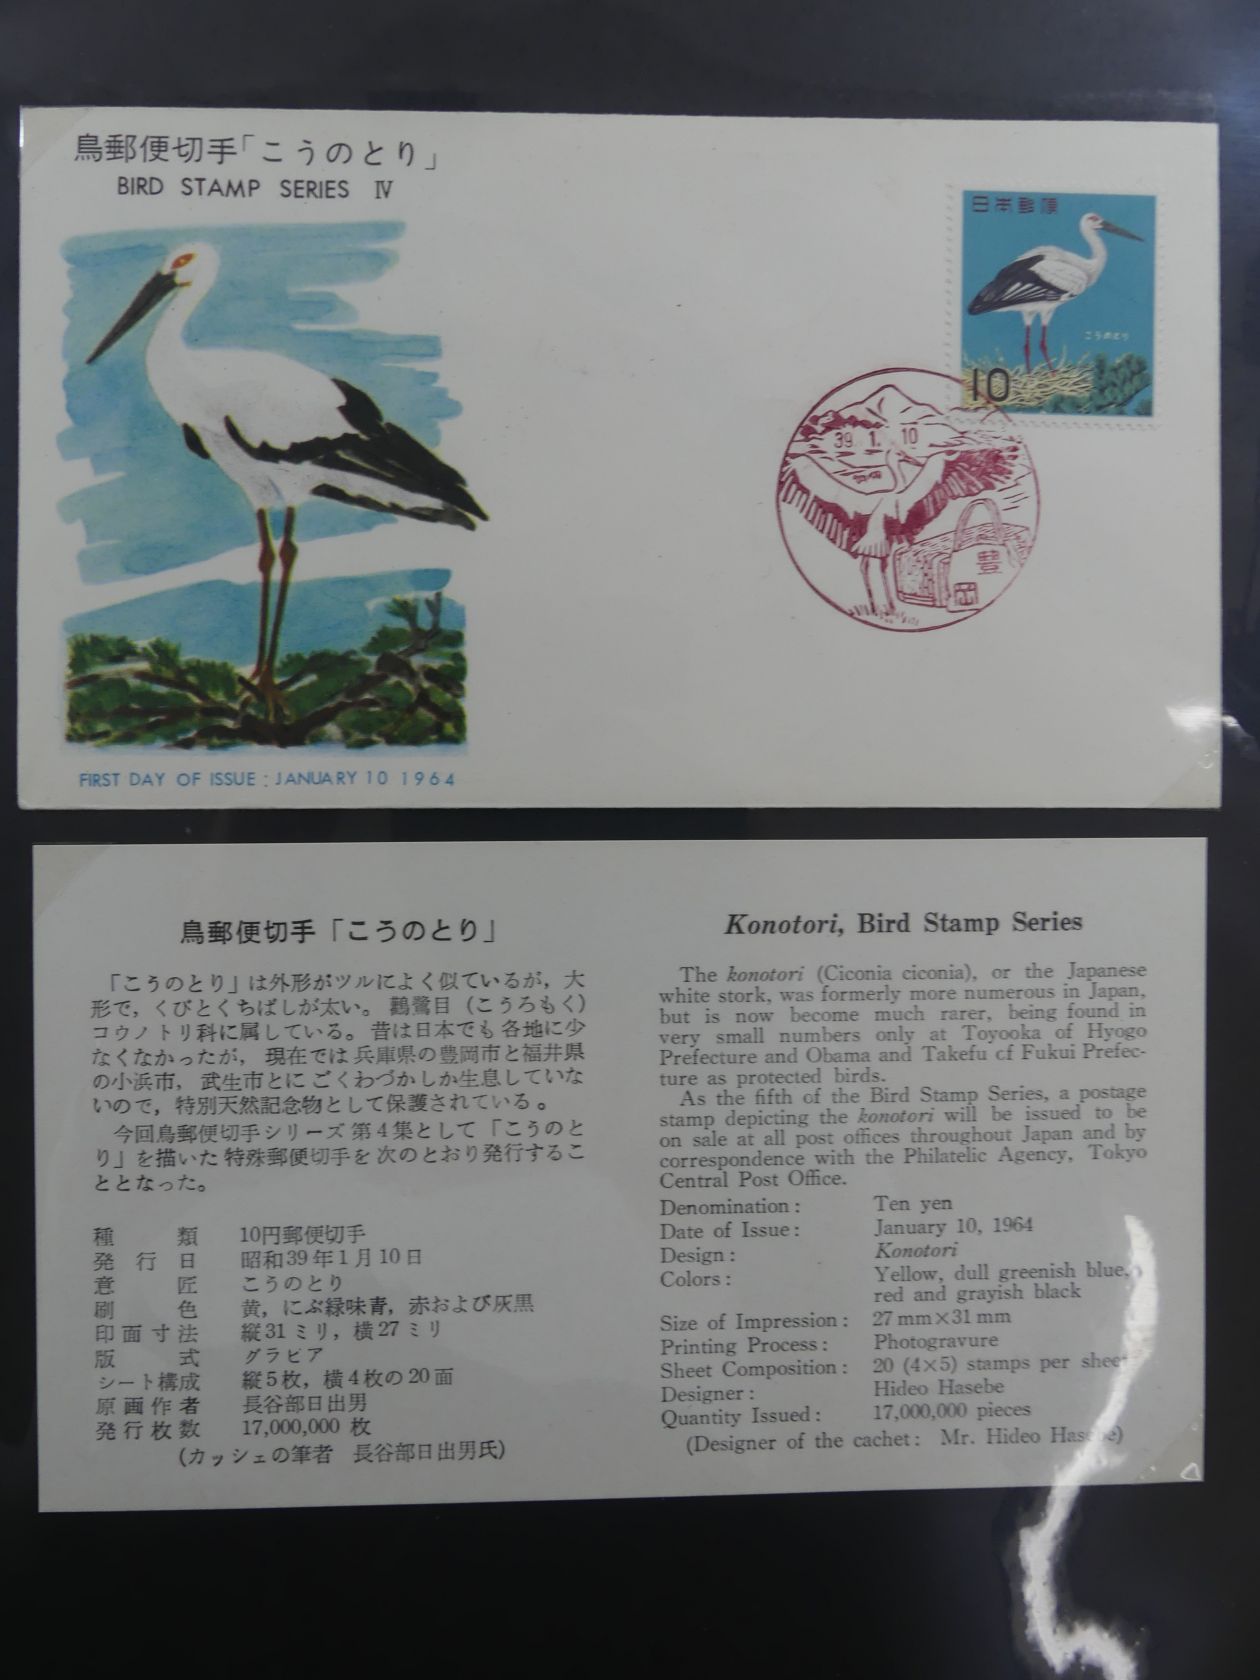 鳥郵便切手「こうのとり」
BIRD STAMP SERIES Ⅳ
日本郵便
こうのとり
10
39.1.10
豊岡
FIRST DAY OF ISSUE : JANUARY 10 1964
鳥郵便切手「こうのとり」
「こうのとり」は外形がツルによく似ているが，大
形で，くびとくちばしが太い。鸛鷺目（こうろもく）
コウノトリ科に属している。昔は日本でも各地に少
なくなかったが，現在では兵庫県の豊岡市と福井県
の小浜市，武生市とにごくわづかしか生息していな
いので，特別天然記念物として保護されている。
今回鳥郵便切手シリーズ第4集として「こうのと
り」を描いた特殊郵便切手を次のとおり発行するこ
ととなった。
種類 10円郵便切手
発行日 昭和39年1月10日
意匠 こうのとり
刷色 黄，にぶ緑味青，赤および灰黒
印面寸法 縦31ミリ，横27ミリ
版式 グラビア
シート構成 縦5枚，横4枚の20面
原画作者 長谷部日出男
発行枚数 17,000,000 枚
(カッシェの筆者 長谷部日出男氏)
Konotori, Bird Stamp Series
The konotori (Ciconia ciconia), or the Japanese
white stork, was formerly more numerous in Japan,
but is now become much rarer, being found in
very small numbers only at Toyooka of Hyogo
Prefecture and Obama and Takefu cf Fukui Prefec-
ture as protected birds.
As the fifth of the Bird Stamp Series, a postage
stamp depicting the konotori will be issued to be
on sale at all post offices throughout Japan and by
correspondence with the Philatelic Agency, Tokyo
Central Post Office.
Denomination : Ten yen
Date of Issue : January 10, 1964
Design : Konotori
Colors : Yellow, dull greenish blue,
red and grayish black
Size of Impression : 27 mm×31 mm
Printing Process : Photogravure
Sheet Composition : 20 (4×5) stamps per sheet
Designer : Hideo Hasebe
Quantity Issued : 17,000,000 pieces
(Designer of the cachet : Mr. Hideo Hasebe)